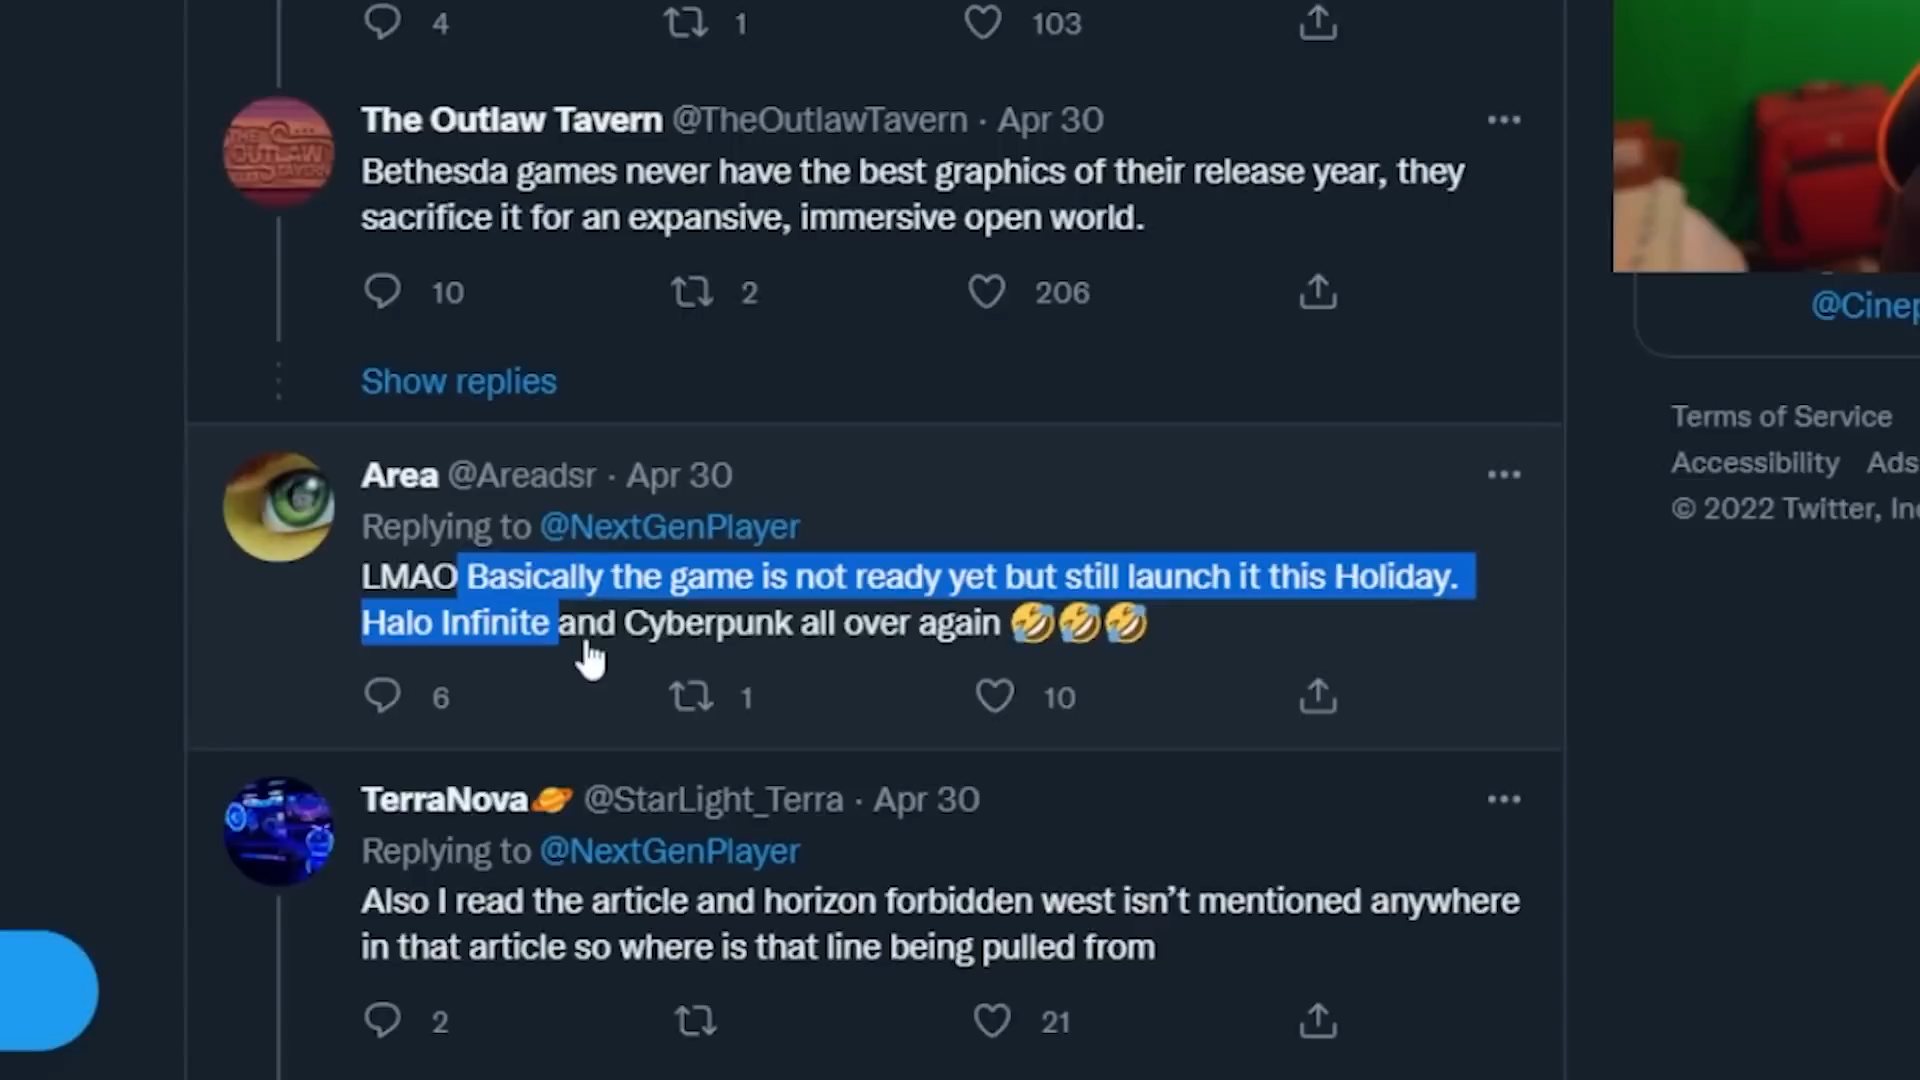 4 1 103
The Outlaw Tavern @TheOutlawTavern · Apr 30
Bethesda games never have the best graphics of their release year, they
sacrifice it for an expansive, immersive open world.
10 2 206
Show replies
Area @Areadsr · Apr 30
Replying to @NextGenPlayer
LMAO Basically the game is not ready yet but still launch it this Holiday.
Halo Infinite and Cyberpunk all over again 🤣🤣🤣
6 1 10
TerraNova🪐 @StarLight_Terra · Apr 30
Replying to @NextGenPlayer
Also I read the article and horizon forbidden west isn’t mentioned anywhere
in that article so where is that line being pulled from
2 21
@Cinep
Terms of Service
Accessibility Ads
© 2022 Twitter, Inc